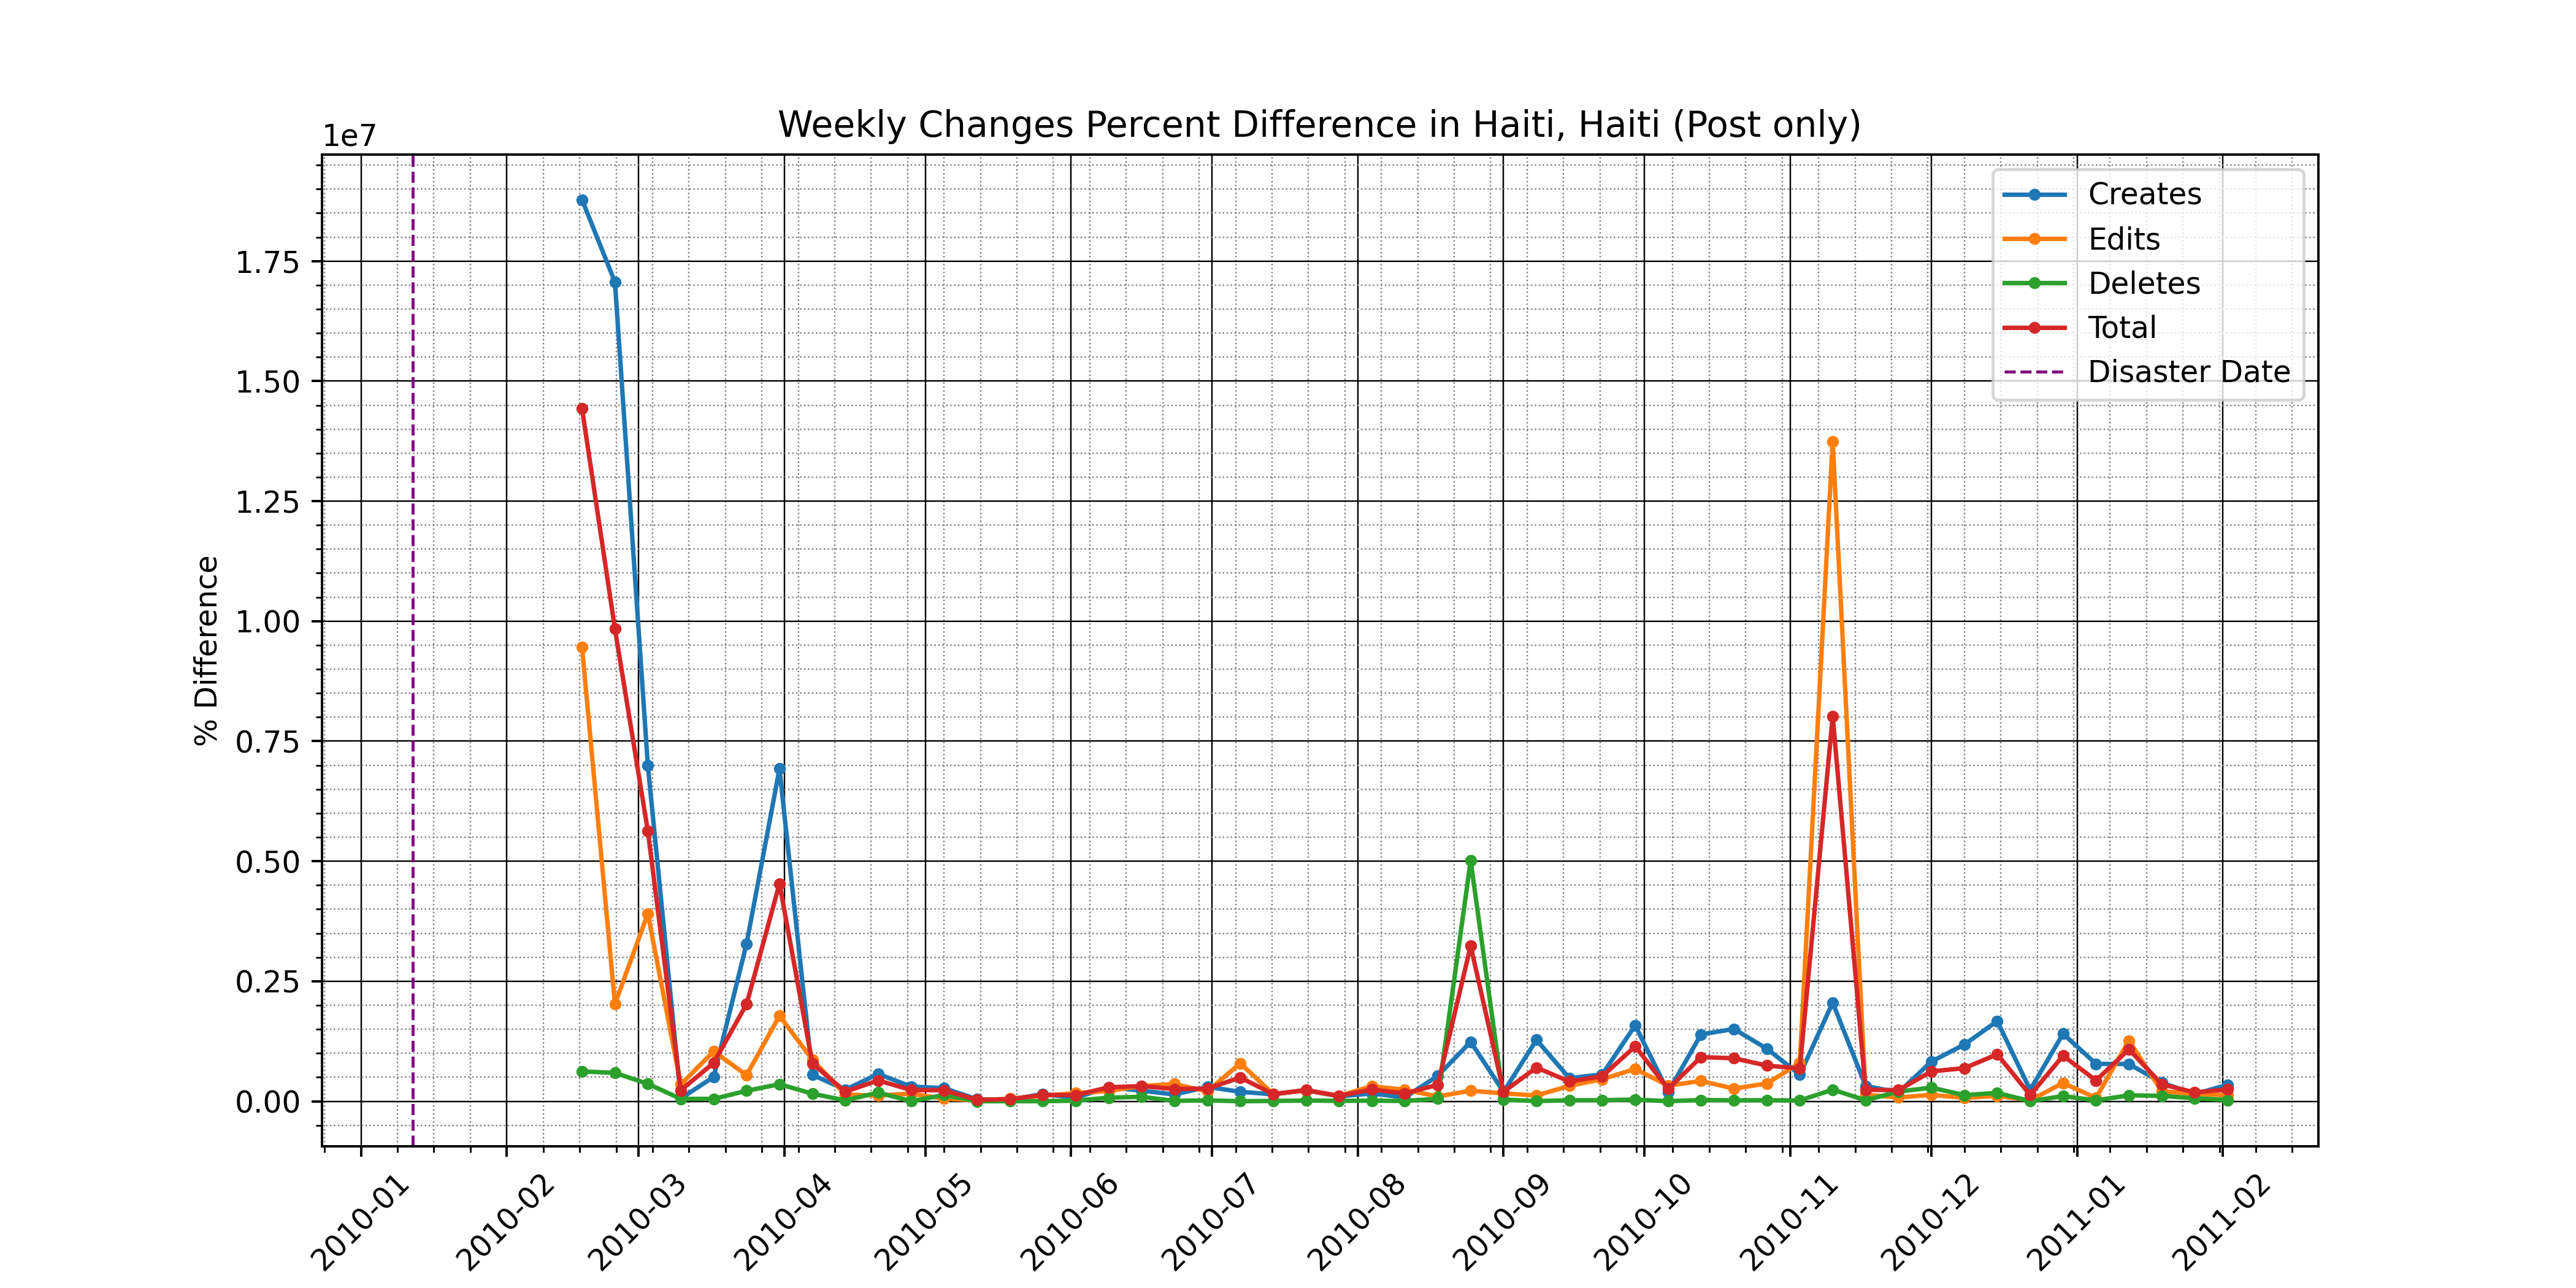 Weekly Changes Percent Difference in Haiti, Haiti (Post only)
1e7
Creates
Edits
Deletes
Total
Disaster Date
1.75
1.50
1.25
1.00
0.75
0.50
0.25
0.00
% Difference
2010-01
2010-02
2010-03
2010-04
2010-05
2010-06
2010-07
2010-08
2010-09
2010-10
2010-11
2010-12
2011-01
2011-02